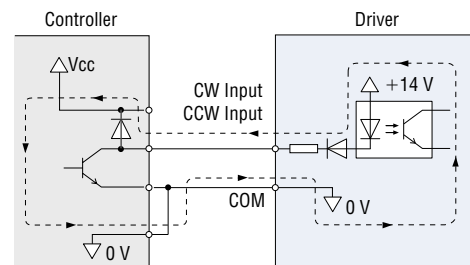 Controller
Driver
Vcc
CW Input
CCW Input
+14 V
COM
0 V
0 V